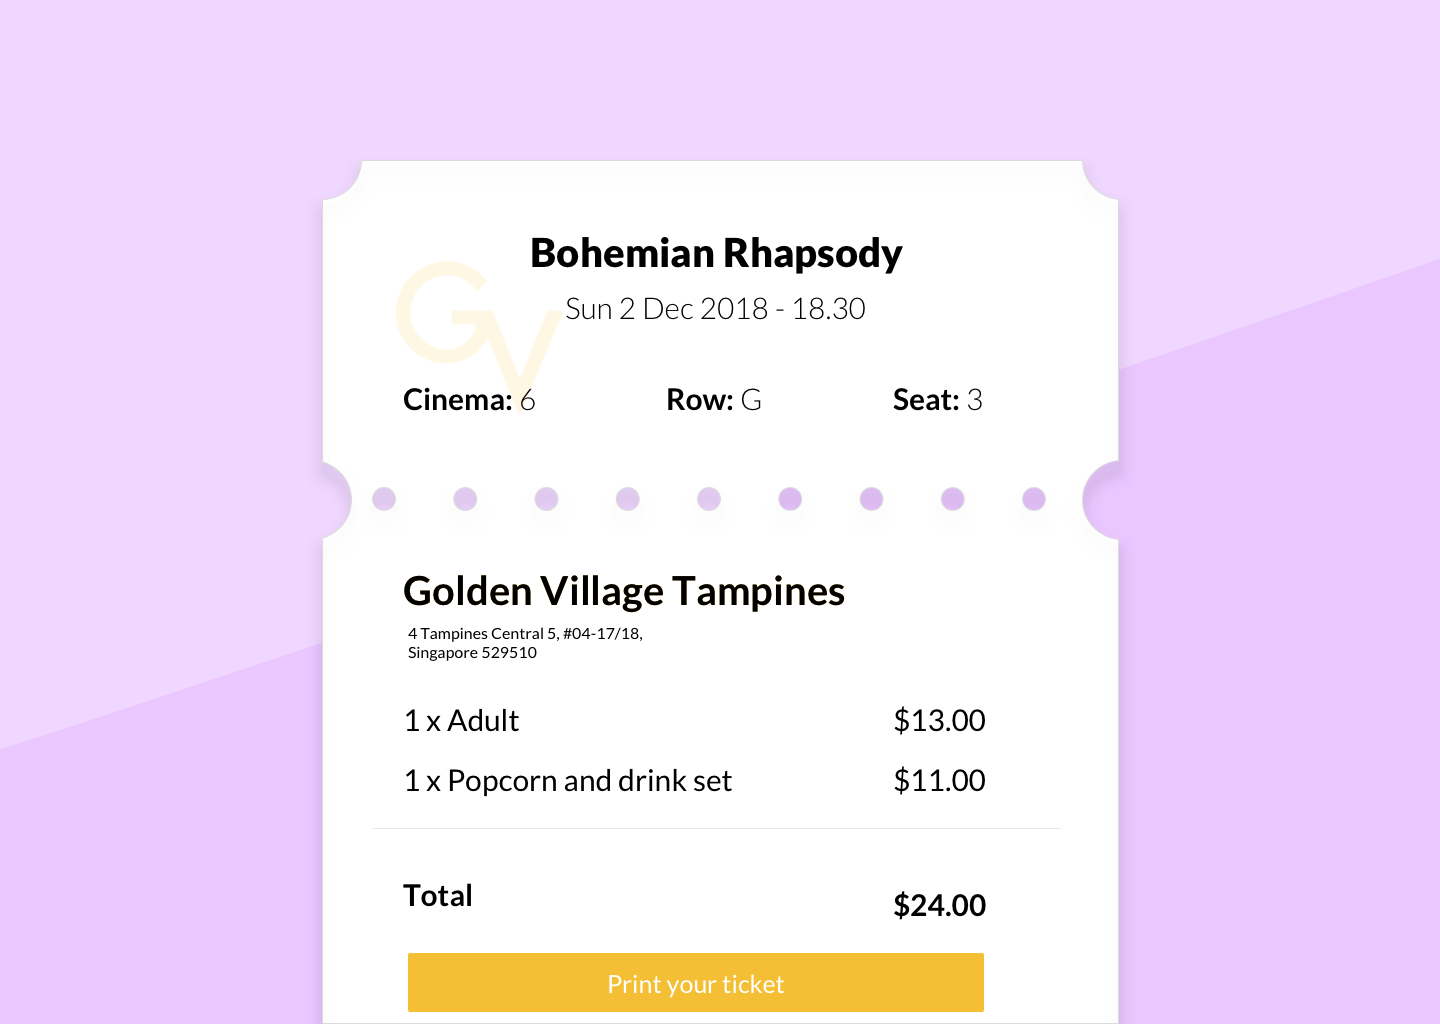 Bohemian Rhapsody
GV
Sun 2 Dec 2018 - 18.30
Cinema: 6 Row: G Seat: 3
Golden Village Tampines
4 Tampines Central 5, #04-17/18,
Singapore 529510
1 x Adult $13.00
1 x Popcorn and drink set $11.00
Total $24.00
Print your ticket